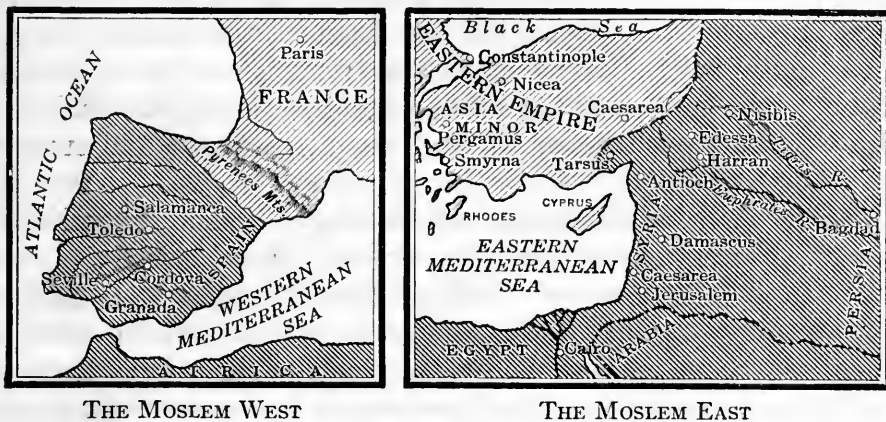 Paris
FRANCE
ATLANTIC OCEAN
Pyrenees Mts.
Salamanca
Toledo
SPAIN
Seville
Cordova
Granada
WESTERN
MEDITERRANEAN
SEA
AFRICA
THE MOSLEM WEST
Black Sea
Constantinople
EASTERN EMPIRE
Nicea
ASIA
MINOR
Caesarea
Pergamus
Smyrna
Tarsus
Nisibis
Edessa
Harran
Tigris R.
Antioch
Euphrates R.
Bagdad
RHODES
CYPRUS
EASTERN
MEDITERRANEAN
SEA
SYRIA
Damascus
Caesarea
Jerusalem
PERSIA
EGYPT
Cairo
ARABIA
THE MOSLEM EAST